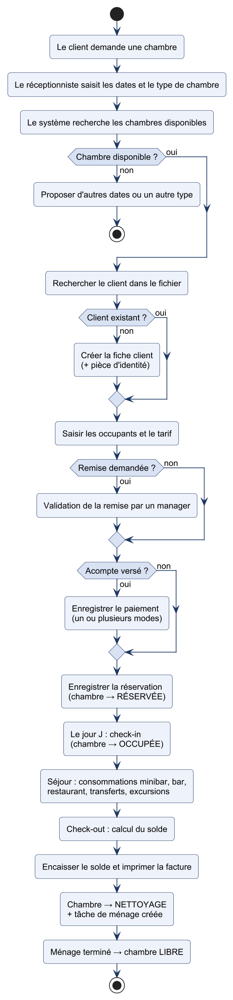 Le client demande une chambre
Le réceptionniste saisit les dates et le type de chambre
Le système recherche les chambres disponibles
Chambre disponible ?
oui
non
Proposer d'autres dates ou un autre type
Rechercher le client dans le fichier
Client existant ?
oui
non
Créer la fiche client
(+ pièce d'identité)
Saisir les occupants et le tarif
Remise demandée ?
non
oui
Validation de la remise par un manager
Acompte versé ?
non
oui
Enregistrer le paiement
(un ou plusieurs modes)
Enregistrer la réservation
(chambre → RÉSERVÉE)
Le jour J : check-in
(chambre → OCCUPÉE)
Séjour : consommations minibar, bar,
restaurant, transferts, excursions
Check-out : calcul du solde
Encaisser le solde et imprimer la facture
Chambre → NETTOYAGE
+ tâche de ménage créée
Ménage terminé → chambre LIBRE